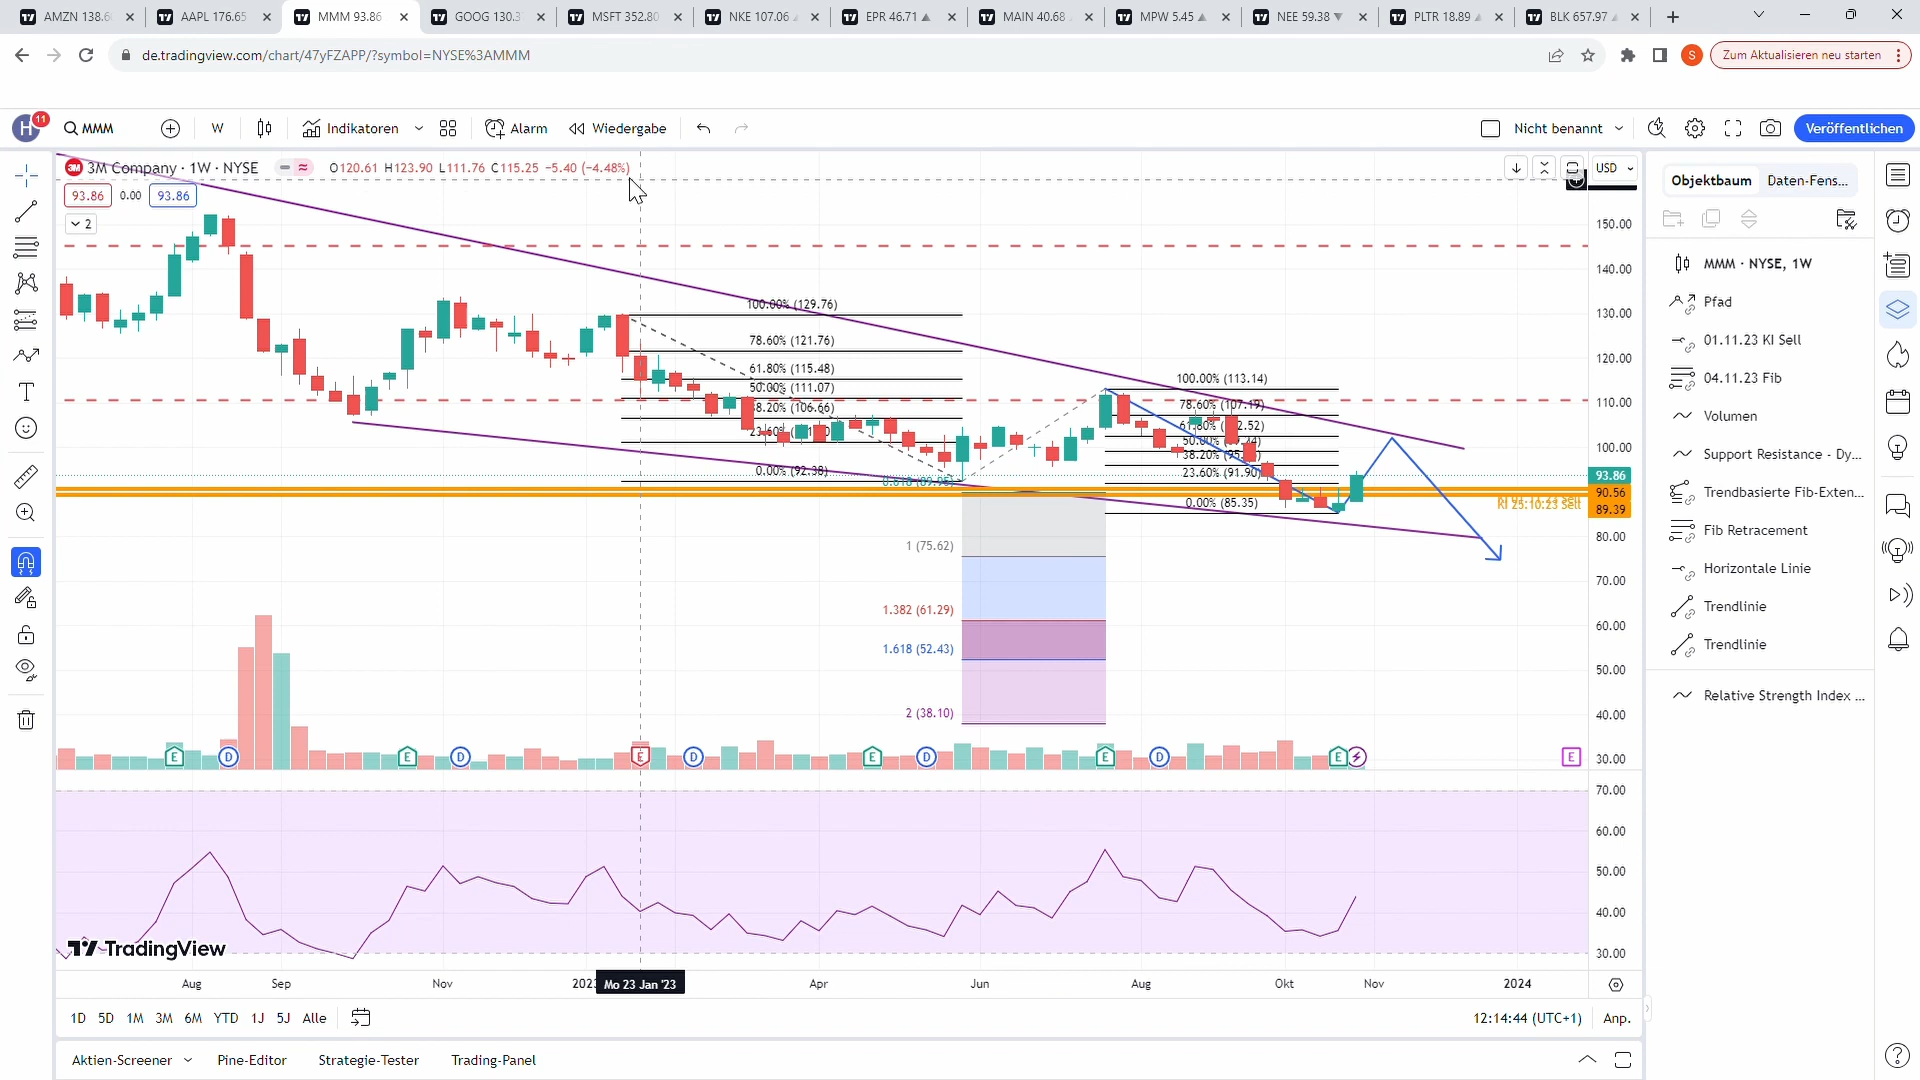 AMZN 138.6
AAPL 176.65
MMM 93.86
GOOG 130.3
MSFT 352.80
NKE 107.06
EPR 46.71 ▲
MAIN 40.68
MPW 5.45 ▲
NEE 59.38 ▼
PLTR 18.89
BLK 657.97
de.tradingview.com/chart/47yFZAPP/?symbol=NYSE%3AMMM
S
Zum Aktualisieren neu starten
H
11
MMM
W
Indikatoren
Alarm
Wiedergabe
Nicht benannt
Veröffentlichen
3M Company · 1W · NYSE
O120.61 H123.90 L111.76 C115.25 −5.40 (−4.48%)
USD
93.86
0.00
93.86
2
Objektbaum
Daten-Fens...
MMM · NYSE, 1W
Pfad
01.11.23 KI Sell
04.11.23 Fib
Volumen
Support Resistance - Dy...
Trendbasierte Fib-Exten...
Fib Retracement
Horizontale Linie
Trendlinie
Trendlinie
Relative Strength Index ...
100.00% (129.76)
78.60% (121.76)
61.80% (115.48)
50.00% (111.07)
38.20% (106.66)
0.00% (92.38)
100.00% (113.14)
78.60% (107.19)
38.20%
23.60% (91.90)
0.00% (85.35)
1 (75.62)
1.382 (61.29)
1.618 (52.43)
2 (38.10)
KI 25:10:23 Sell
150.00
140.00
130.00
120.00
110.00
100.00
93.86
90.56
89.39
80.00
70.00
60.00
50.00
40.00
30.00
E
D
E
D
E
D
E
D
E
D
E
E
70.00
60.00
50.00
40.00
30.00
TradingView
Aug
Sep
Nov
Mo 23 Jan '23
Apr
Jun
Aug
Okt
Nov
2024
1D
5D
1M
3M
6M
YTD
1J
5J
Alle
12:14:44 (UTC+1)
Anp.
Aktien-Screener
Pine-Editor
Strategie-Tester
Trading-Panel